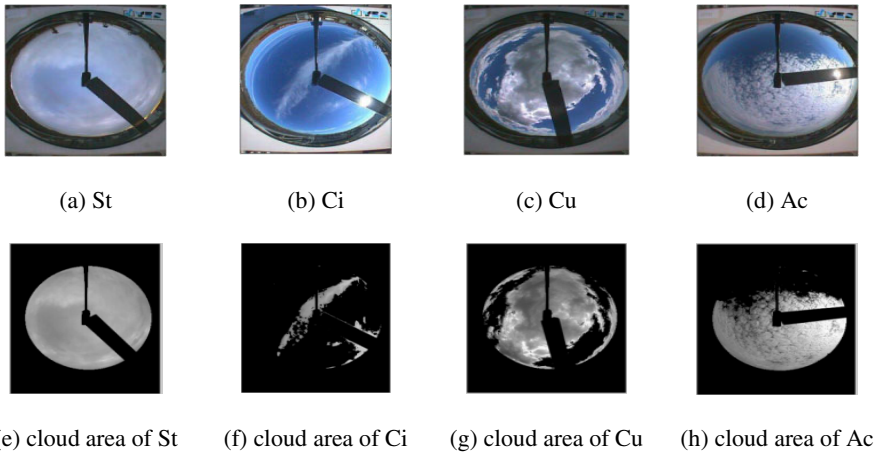 (a) St
(b) Ci
(c) Cu
(d) Ac
e) cloud area of St
(f) cloud area of Ci
(g) cloud area of Cu
(h) cloud area of Ac